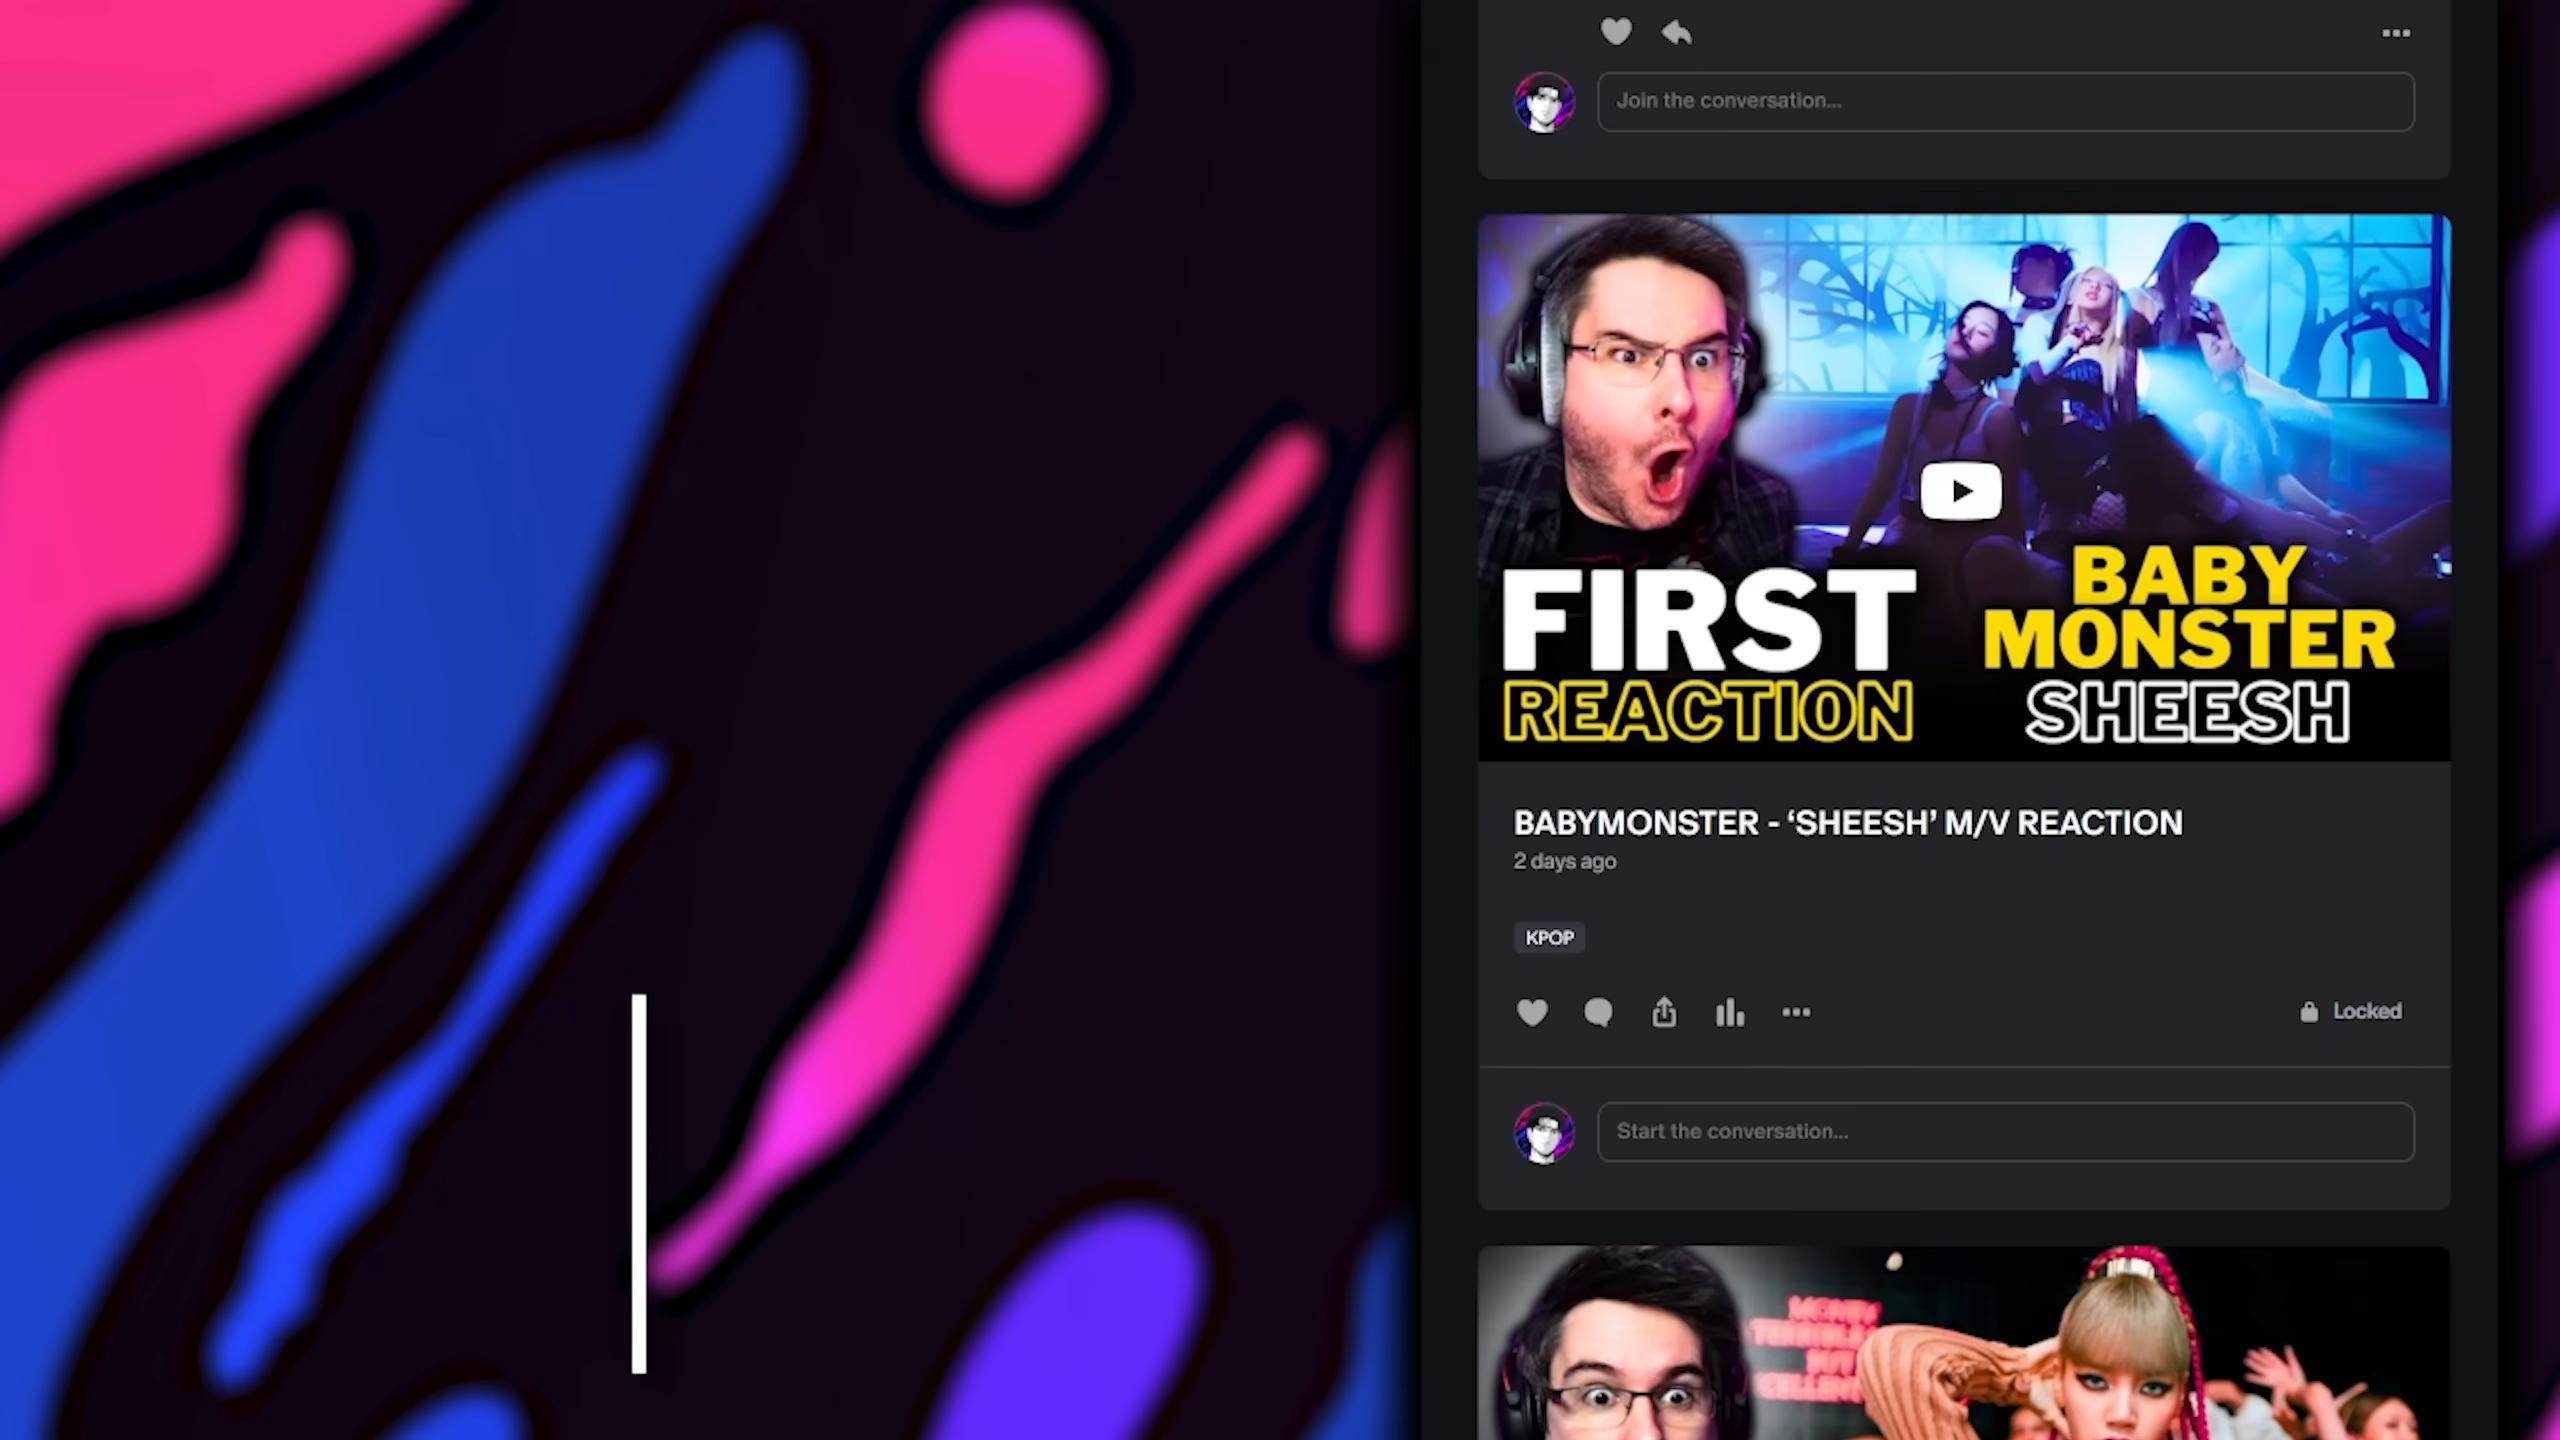 Join the conversation...
FIRST
REACTION
BABY
MONSTER
SHEESH
BABYMONSTER - ‘SHEESH’ M/V REACTION
2 days ago
KPOP
Locked
Start the conversation...